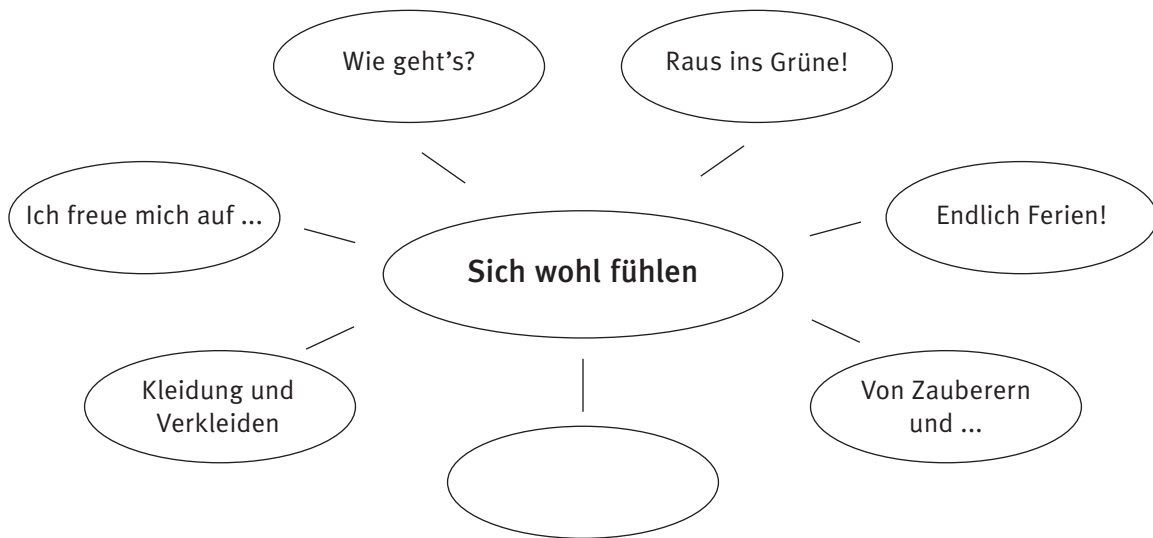 Wie geht's?
Raus ins Grüne!
Ich freue mich auf ...
Endlich Ferien!
Sich wohl fühlen
Kleidung und
Verkleiden
Von Zauberern
und ...